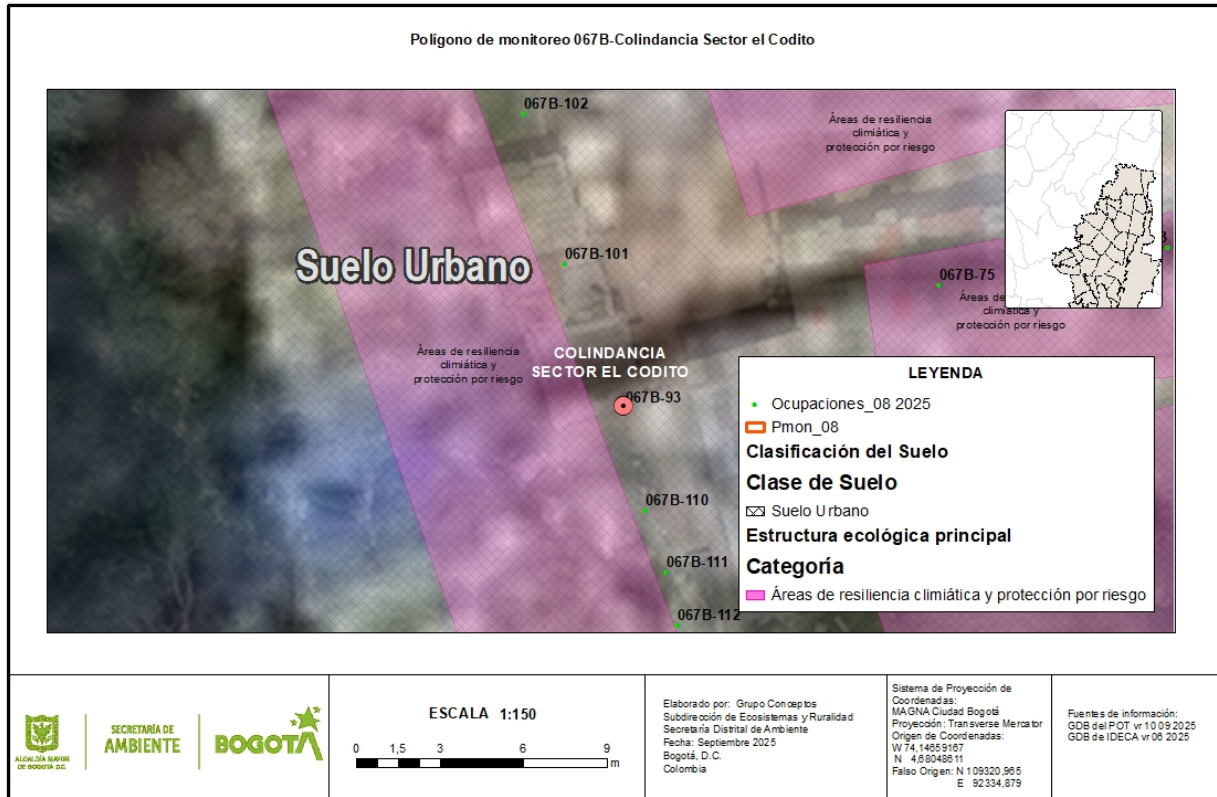 Polígono de monitoreo 067B-Colindancia Sector el Codito
067B-102
Áreas de resiliencia
climiática y
protección por riesgo
Suelo Urbano
067B-101
067B-75
Áreas de
climiática y
protección por riesgo
Áreas de resiliencia
climiática y
protección por riesgo
COLINDANCIA
SECTOR EL CODITO
067B-93
067B-110
067B-111
067B-112
LEYENDA
Ocupaciones_08 2025
Pmon_08
Clasificación del Suelo
Clase de Suelo
Suelo Urbano
Estructura ecológica principal
Categoría
Áreas de resiliencia climiática y protección por riesgo
ALCALDÍA MAYOR
DE BOGOTÁ D.C.
SECRETARÍA DE
AMBIENTE
BOGOTÁ
ESCALA 1:150
0 1,5 3 6 9
m
Elaborado por: Grupo Conceptos
Subdirección de Ecosistemas y Ruralidad
Secretaría Distrital de Ambiente
Fecha: Septiembre 2025
Bogotá, D.C.
Colombia
Sistema de Proyección de
Coordenadas:
MAGNA Ciudad Bogotá
Proyección: Transverse Mercator
Origen de Coordenadas:
W 74,14659167
N 4,68048611
Falso Origen: N 109320,965
E 92334,879
Fuentes de información:
GDB del POT vr 10 09 2025
GDB de IDECA vr 06 2025